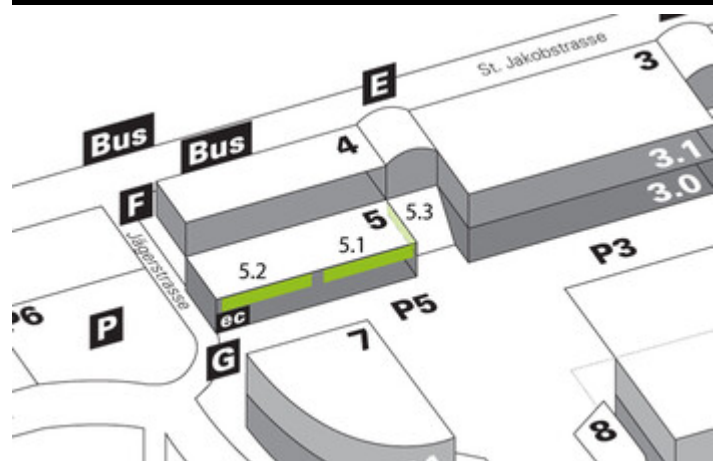 St. Jakobstrasse
3
E
Bus
Bus
4
3.1
3.0
F
5
5.3
5.1
5.2
Jägerstrasse
P3
P5
P6
P
ec
G
7
8